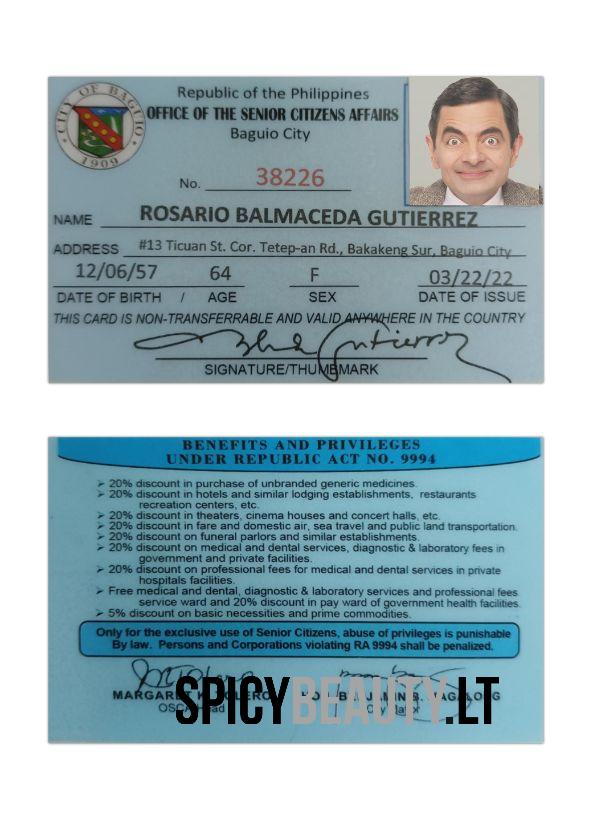 CITY OF BAGUIO
1909
Republic of the Philippines
OFFICE OF THE SENIOR CITIZENS AFFAIRS
Baguio City
No. 38226
NAME ROSARIO BALMACEDA GUTIERREZ
ADDRESS #13 Ticuan St. Cor. Tetep-an Rd., Bakakeng Sur, Baguio City
12/06/57 64 F 03/22/22
DATE OF BIRTH / AGE SEX DATE OF ISSUE
THIS CARD IS NON-TRANSFERRABLE AND VALID ANYWHERE IN THE COUNTRY
Gutierrez
SIGNATURE/THUMBMARK
BENEFITS AND PRIVILEGES
UNDER REPUBLIC ACT NO. 9994
➢ 20% discount in purchase of unbranded generic medicines.
➢ 20% discount in hotels and similar lodging establishments, restaurants
recreation centers, etc.
➢ 20% discount in theaters, cinema houses and concert halls, etc.
➢ 20% discount in fare and domestic air, sea travel and public land transportation.
➢ 20% discount on funeral parlors and similar establishments.
➢ 20% discount on medical and dental services, diagnostic & laboratory fees in
government and private facilities.
➢ 20% discount on professional fees for medical and dental services in private
hospitals facilities.
➢ Free medical and dental, diagnostic & laboratory services and professional fees
service ward and 20% discount in pay ward of government health facilities.
➢ 5% discount on basic necessities and prime commodities.
Only for the exclusive use of Senior Citizens, abuse of privileges is punishable
By law. Persons and Corporations violating RA 9994 shall be penalized.
SPICYBEAUTY.LT
OSCA Head City Mayor